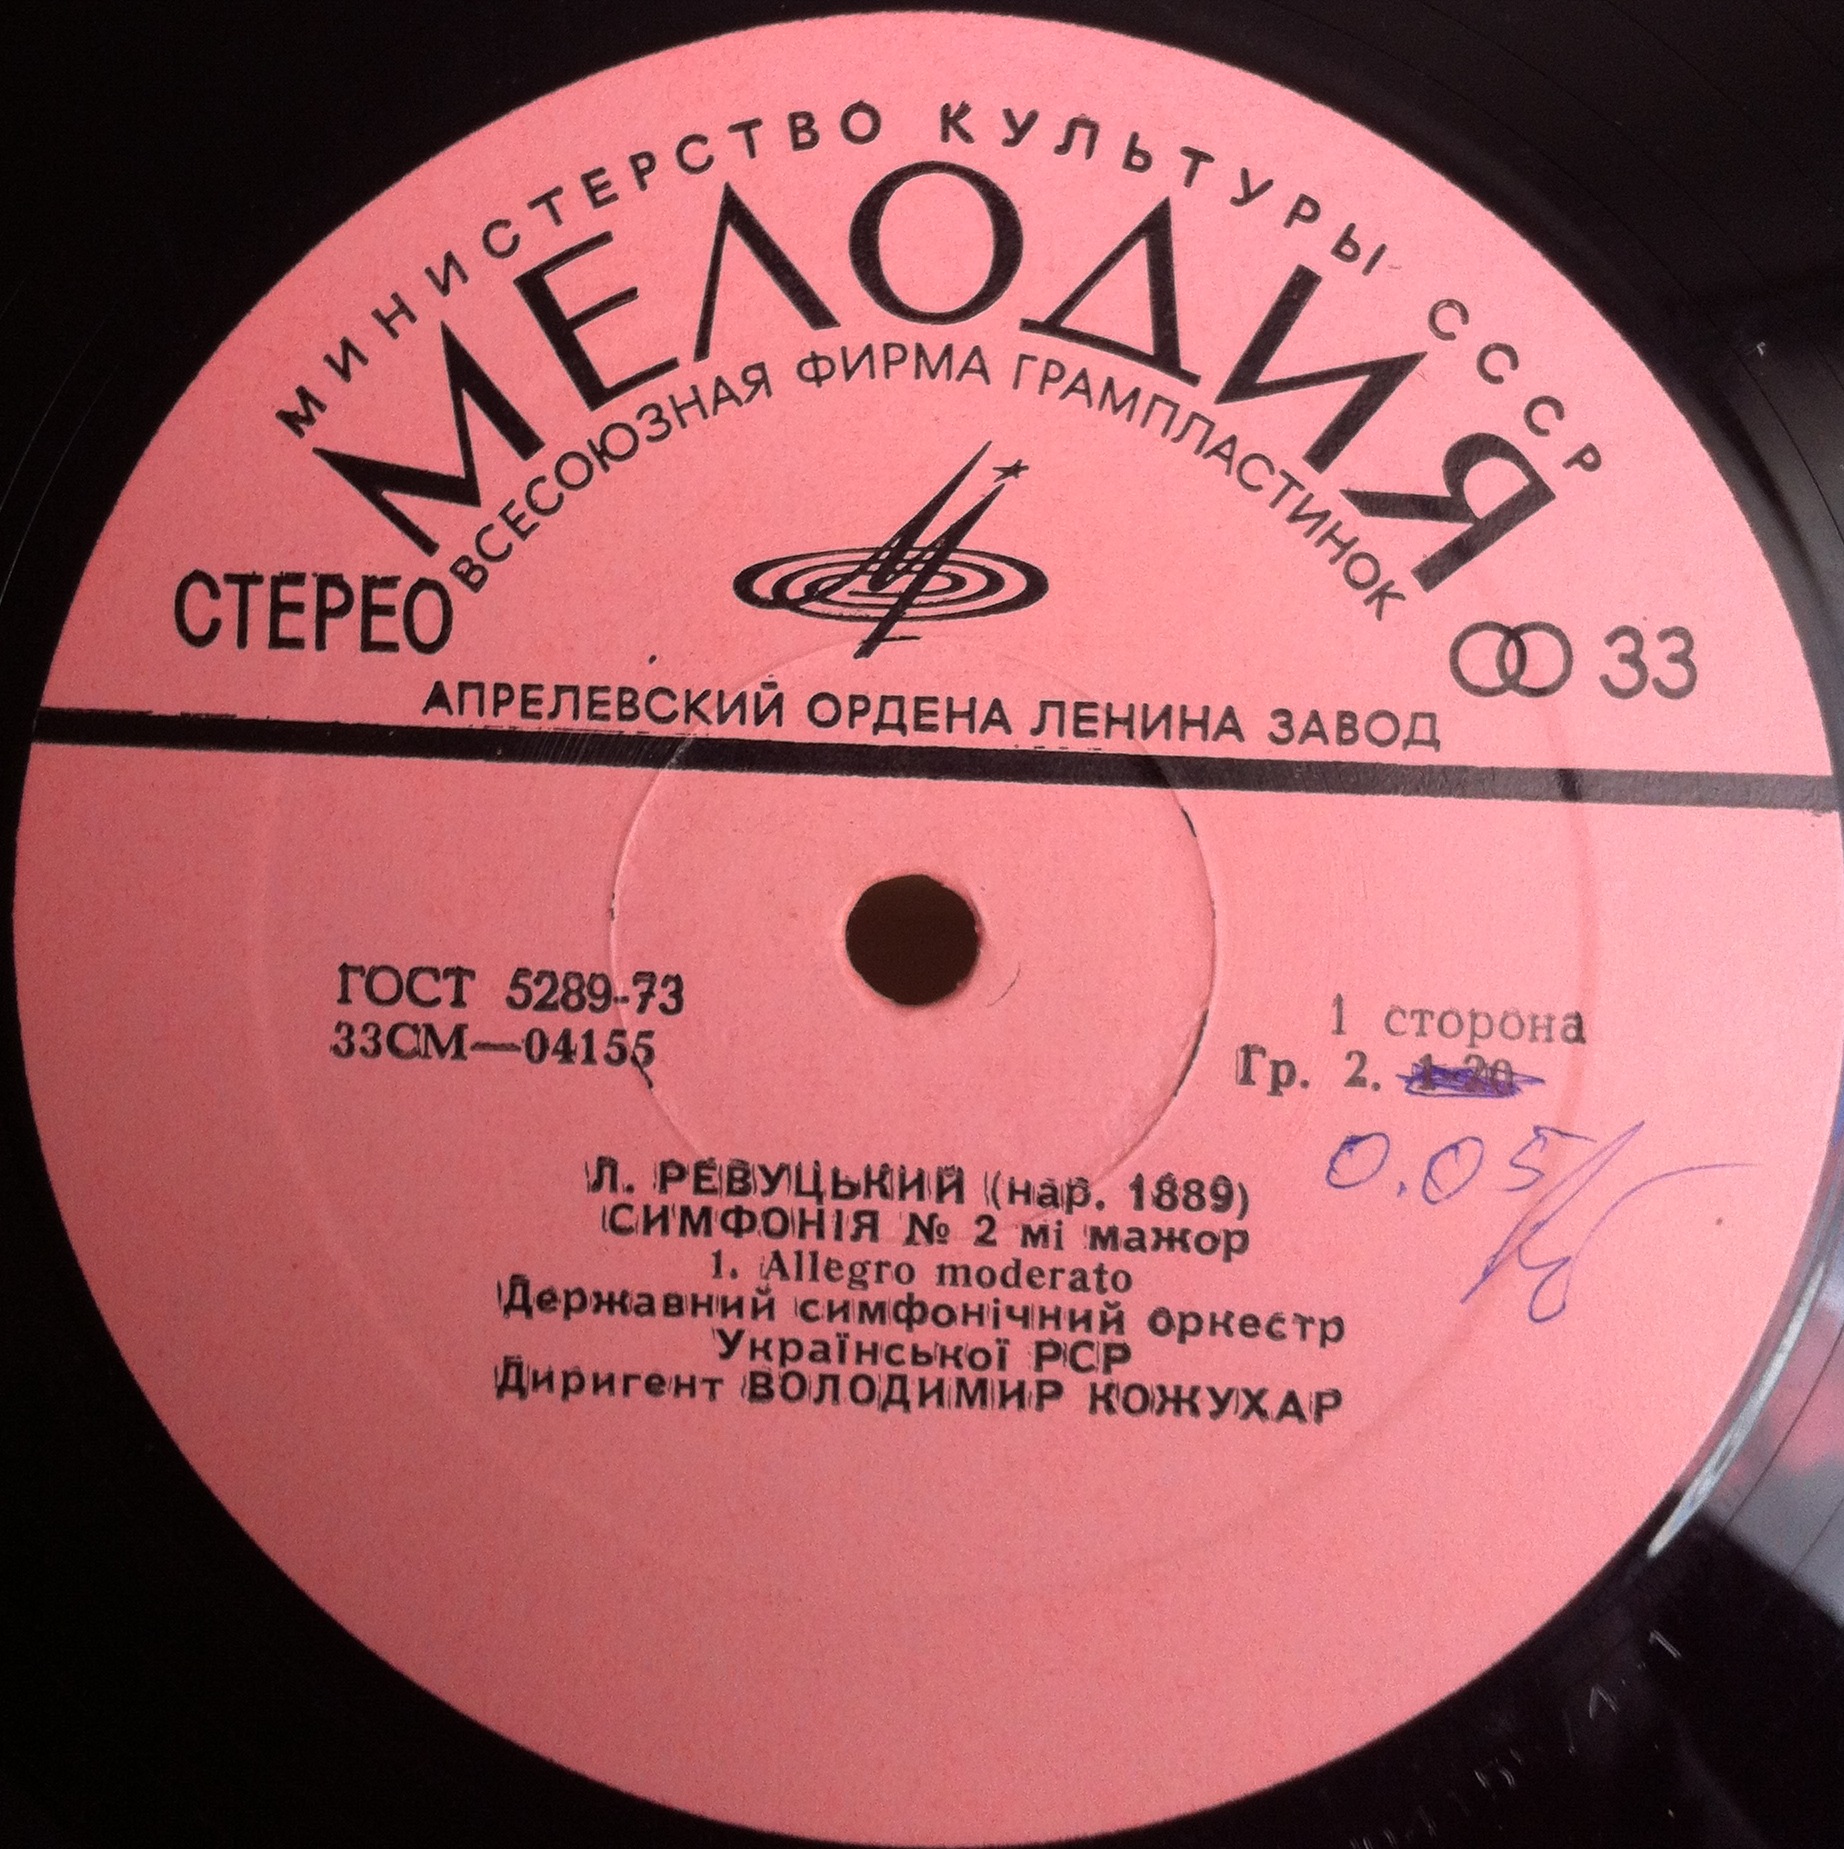 МИНИСТЕРСТВО КУЛЬТУРЫ СССР
МЕЛОДИЯ
ВСЕСОЮЗНАЯ ФИРМА ГРАМПЛАСТИНОК
СТЕРЕО
33
АПРЕЛЕВСКИЙ ОРДЕНА ЛЕНИНА ЗАВОД
ГОСТ 5289-73
33СМ—04155
1 сторона
Гр. 2. 1-20
0.05
Л. РЕВУЦЬКИЙ (нар. 1889)
СИМФОНІЯ № 2 мі мажор
1. Allegro moderato
Державний симфонічний оркестр
Української РСР
Диригент ВОЛОДИМИР КОЖУХАР